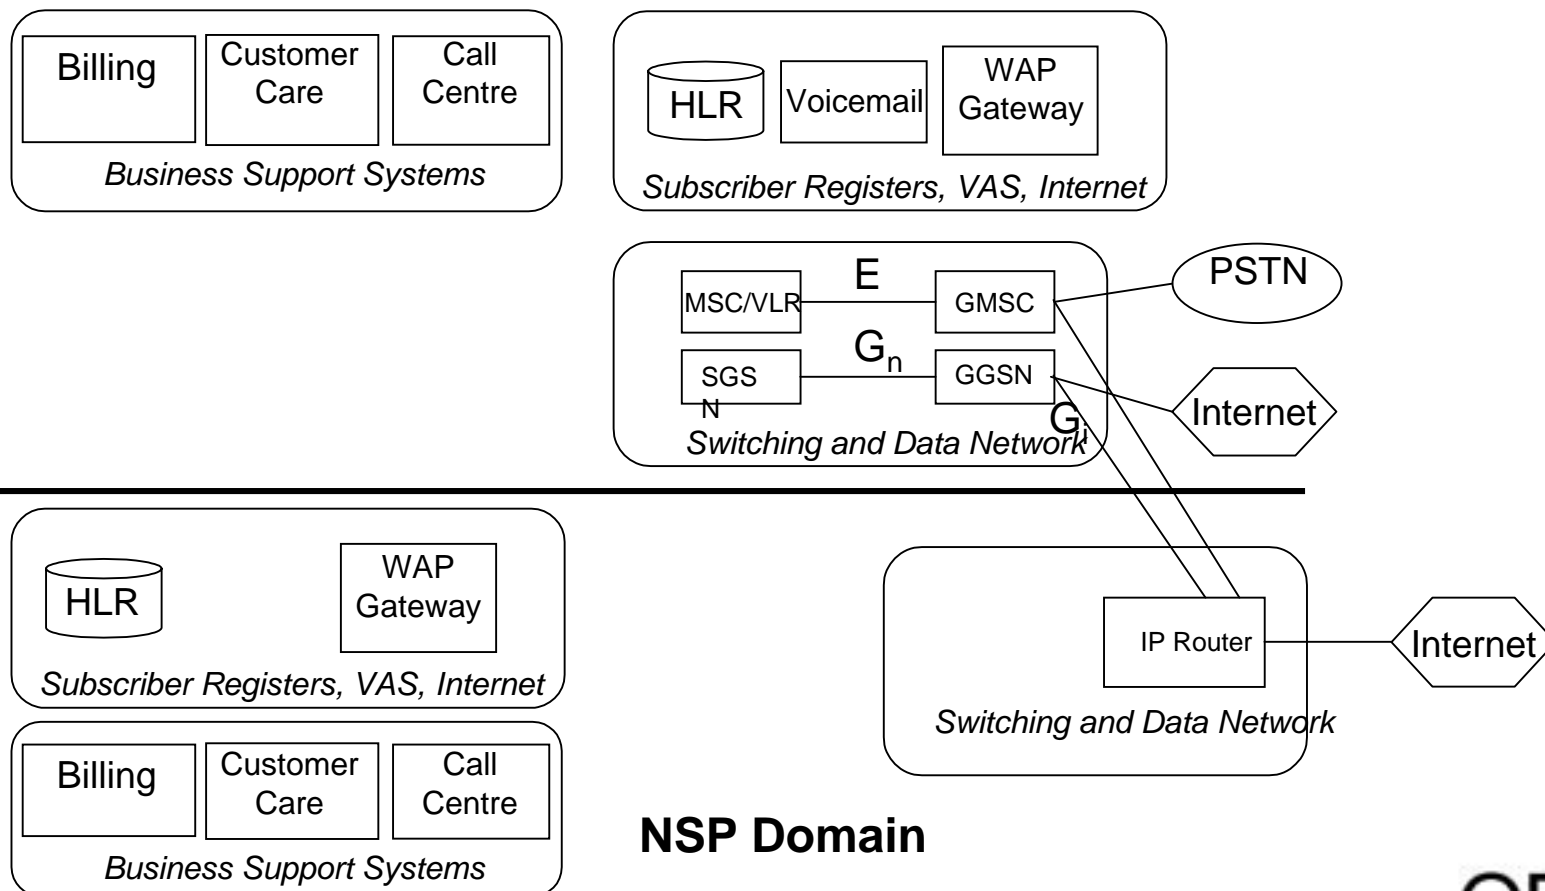 Billing
Customer
Care
Call
Centre
Business Support Systems
HLR
Voicemail
WAP
Gateway
Subscriber Registers, VAS, Internet
MSC/VLR
E
GMSC
PSTN
SGS
N
Gn
GGSN
Gi
Internet
Switching and Data Network
HLR
WAP
Gateway
Subscriber Registers, VAS, Internet
IP Router
Internet
Switching and Data Network
Billing
Customer
Care
Call
Centre
Business Support Systems
NSP Domain